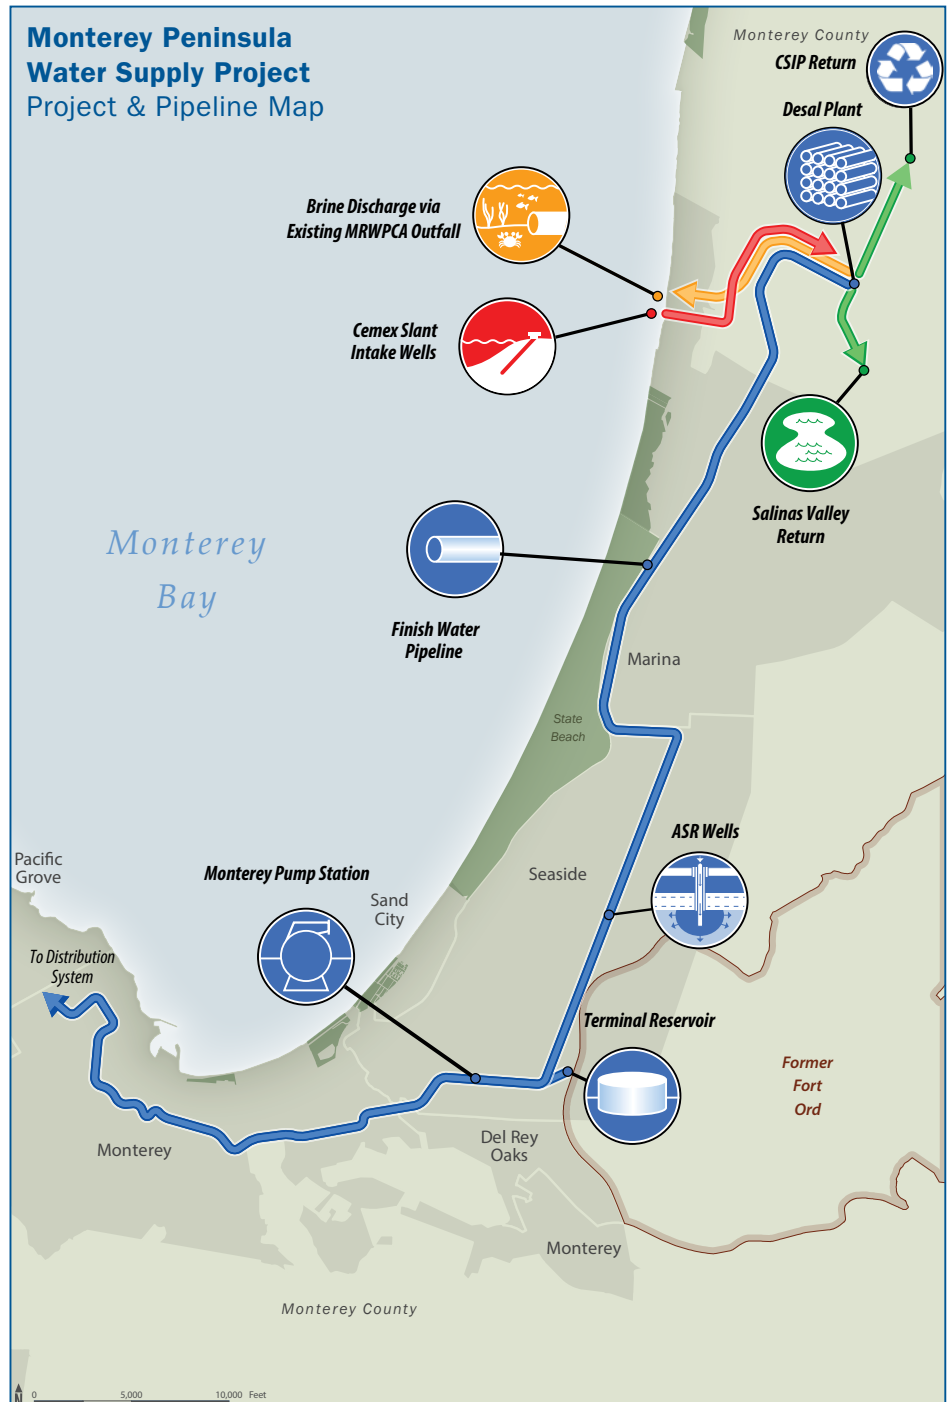 Monterey Peninsula
Water Supply Project
Project & Pipeline Map
Monterey County
CSIP Return
Desal Plant
Brine Discharge via
Existing MRWPCA Outfall
Cemex Slant
Intake Wells
Salinas Valley
Return
Monterey
Bay
Finish Water
Pipeline
Marina
State
Beach
ASR Wells
Pacific
Grove
Monterey Pump Station
Seaside
Sand
City
To Distribution
System
Terminal Reservoir
Former
Fort
Ord
Del Rey
Oaks
Monterey
Monterey
Monterey County
N
0 5,000 10,000 Feet